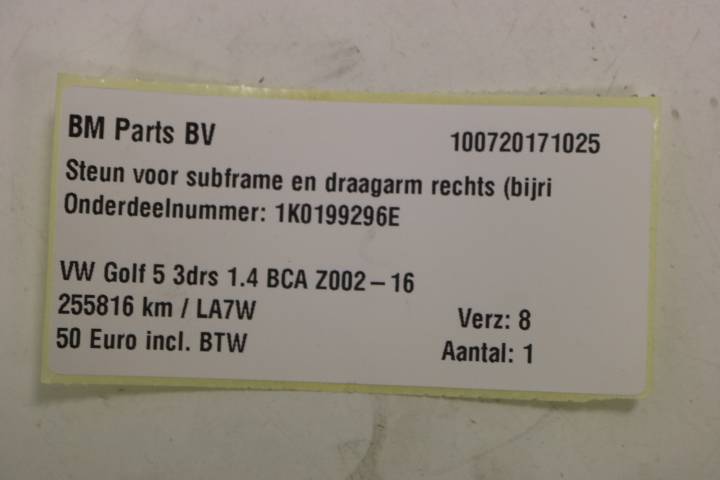 BM Parts BV 100720171025
Steun voor subframe en draagarm rechts (bijri
Onderdeelnummer: 1K0199296E
VW Golf 5 3drs 1.4 BCA Z002-16
255816 km / LA7W Verz: 8
50 Euro incl. BTW Aantal: 1